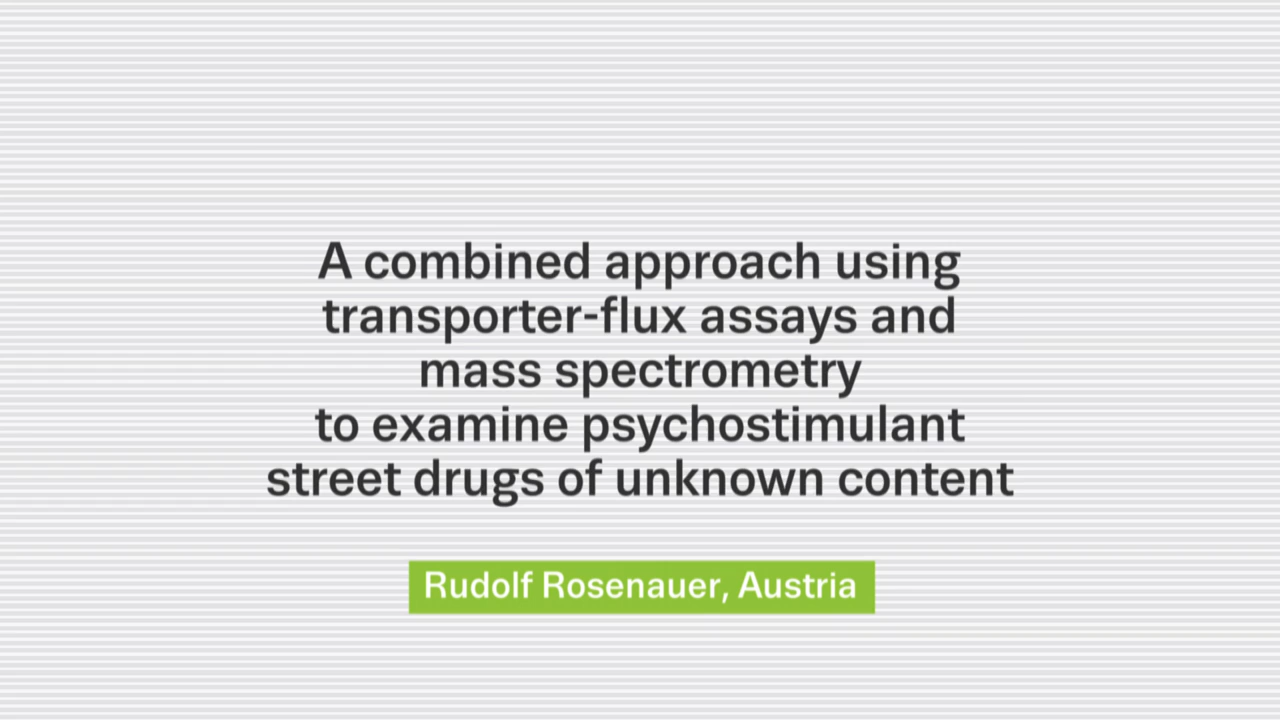 A combined approach using
transporter-flux assays and
mass spectrometry
to examine psychostimulant
street drugs of unknown content
Rudolf Rosenauer, Austria